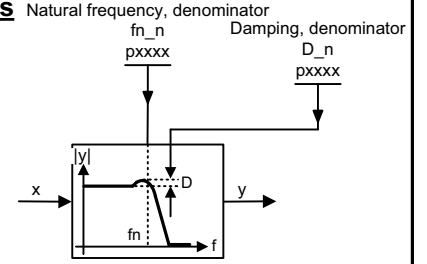 s Natural frequency, denominator
fn_n
pxxxx
Damping, denominator
D_n
pxxxx
|y|
x
D
y
fn
f